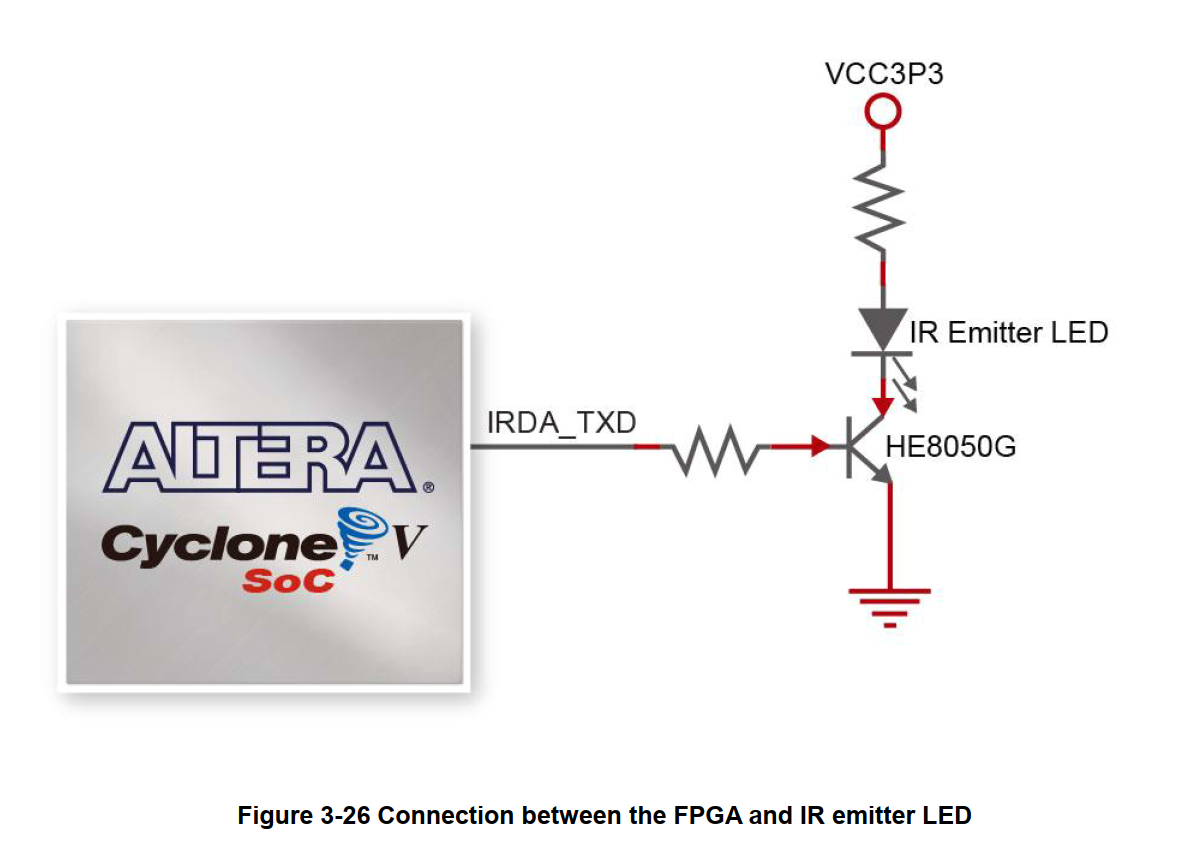 VCC3P3
IR Emitter LED
IRDA_TXD
HE8050G
ALTERA®
Cyclone™ V
SoC
Figure 3-26 Connection between the FPGA and IR emitter LED